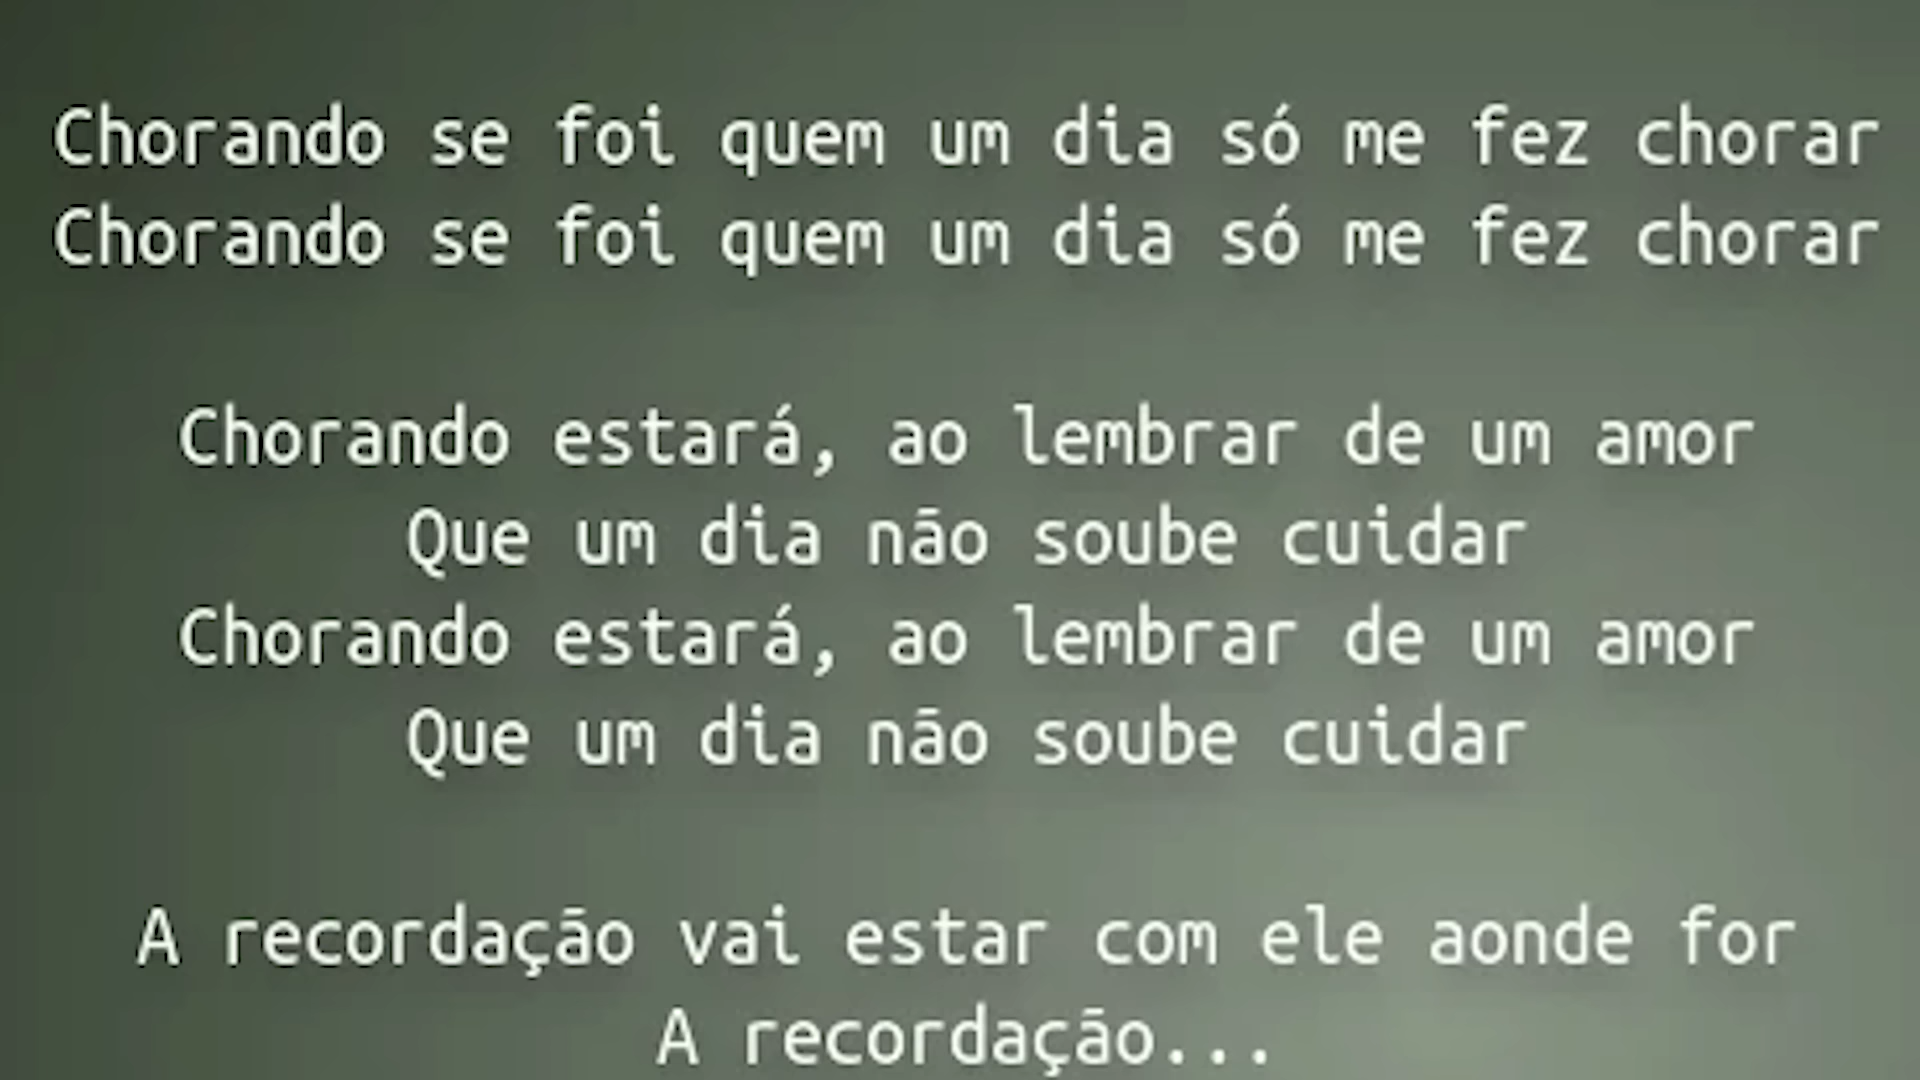 Chorando se foi quem um dia só me fez chorar
Chorando se foi quem um dia só me fez chorar
Chorando estará, ao lembrar de um amor
Que um dia não soube cuidar
Chorando estará, ao lembrar de um amor
Que um dia não soube cuidar
A recordação vai estar com ele aonde for
A recordação...